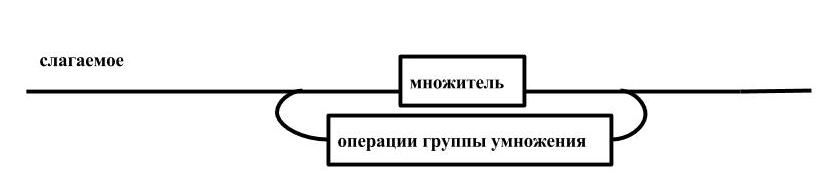 слагаемое
множитель
операции группы умножения